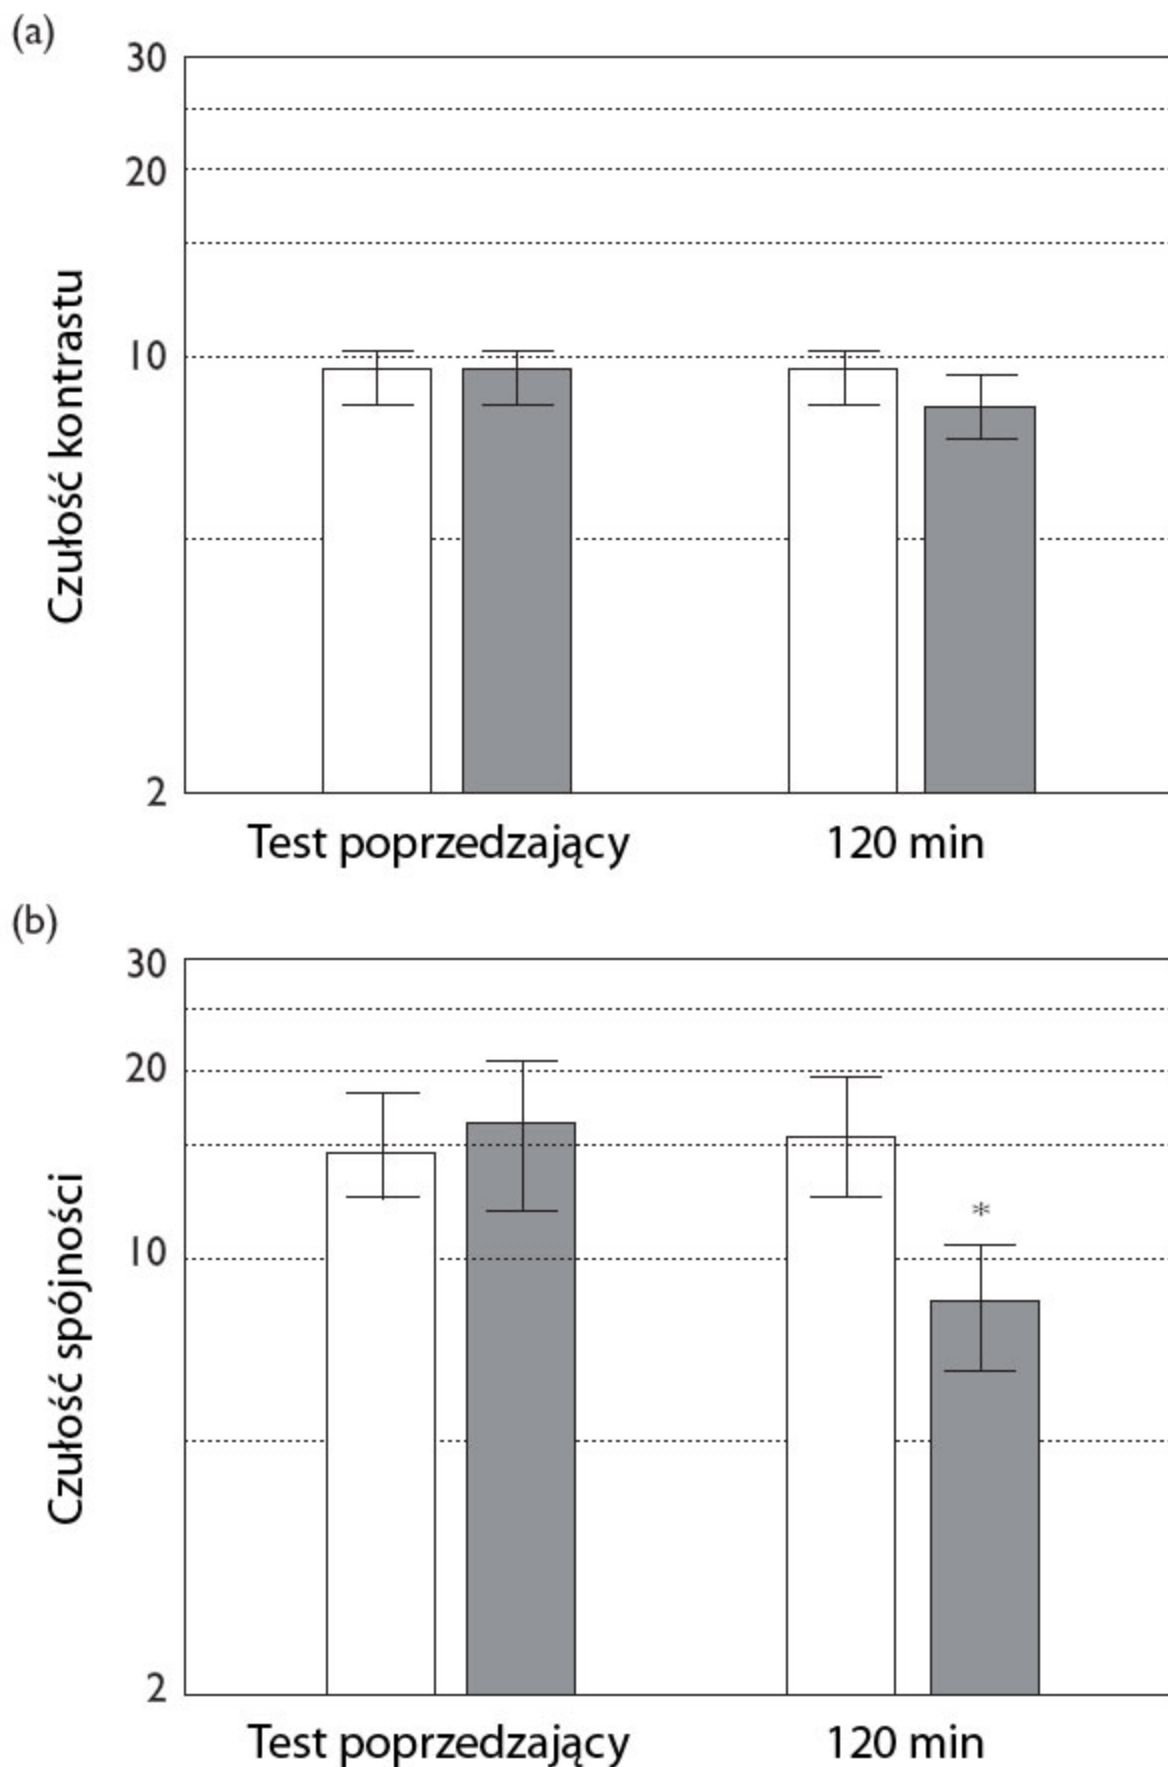 (a)
30
20
10
2
Czułość kontrastu
Test poprzedzający
120 min
(b)
30
20
10
2
Czułość spójności
*
Test poprzedzający
120 min